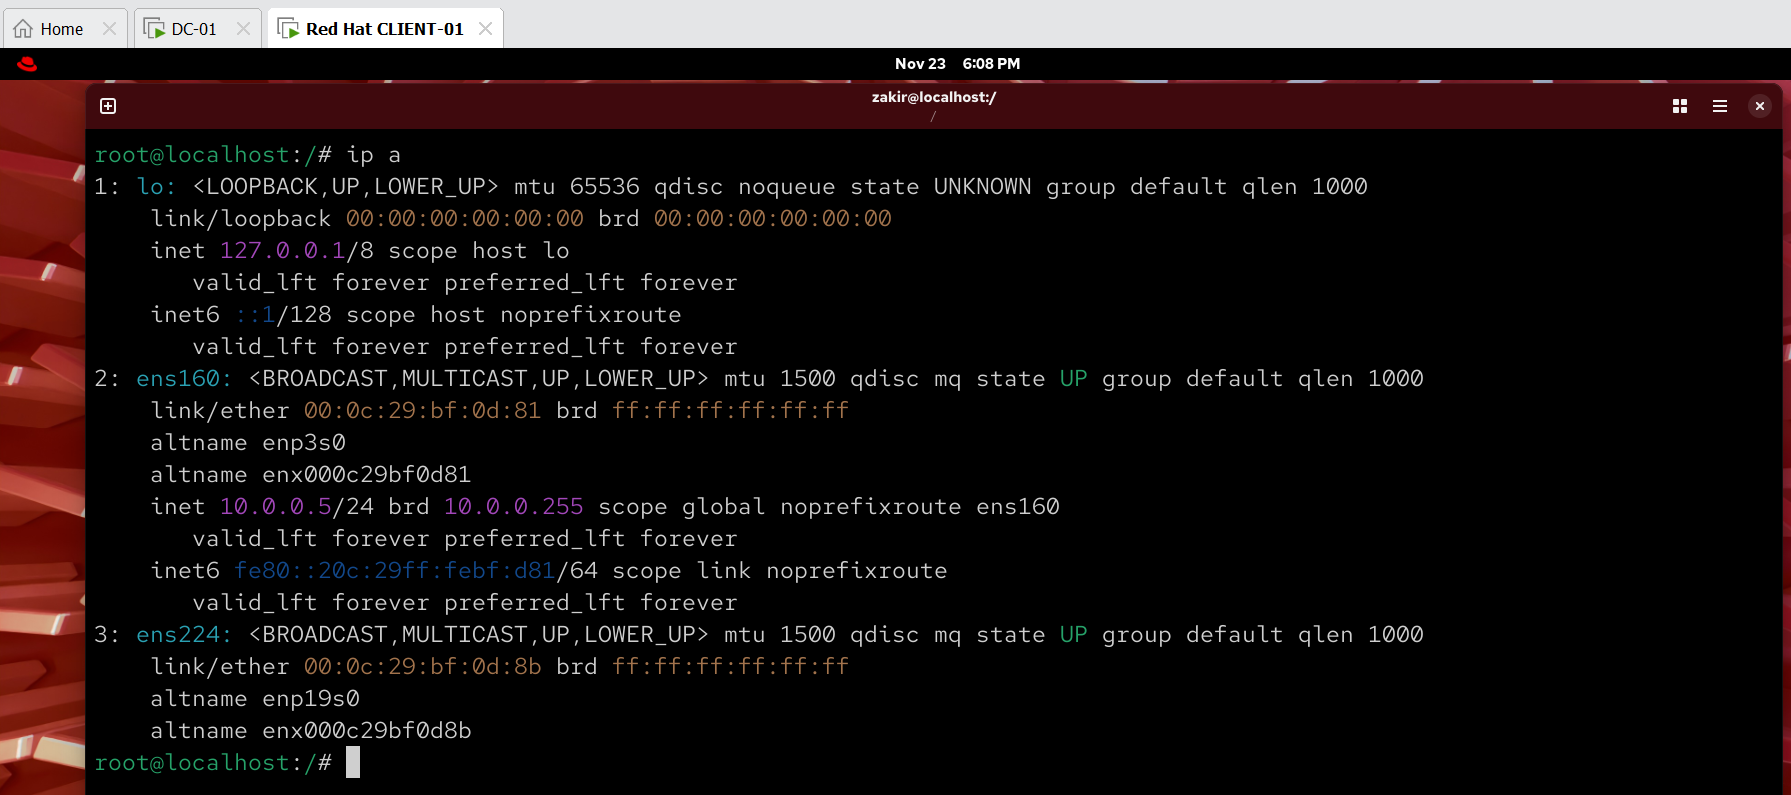 Home
DC-01
Red Hat CLIENT-01
Nov 23 6:08 PM
zakir@localhost:/
/
root@localhost:/# ip a
1: lo: <LOOPBACK,UP,LOWER_UP> mtu 65536 qdisc noqueue state UNKNOWN group default qlen 1000
    link/loopback 00:00:00:00:00:00 brd 00:00:00:00:00:00
    inet 127.0.0.1/8 scope host lo
       valid_lft forever preferred_lft forever
    inet6 ::1/128 scope host noprefixroute
       valid_lft forever preferred_lft forever
2: ens160: <BROADCAST,MULTICAST,UP,LOWER_UP> mtu 1500 qdisc mq state UP group default qlen 1000
    link/ether 00:0c:29:bf:0d:81 brd ff:ff:ff:ff:ff:ff
    altname enp3s0
    altname enx000c29bf0d81
    inet 10.0.0.5/24 brd 10.0.0.255 scope global noprefixroute ens160
       valid_lft forever preferred_lft forever
    inet6 fe80::20c:29ff:febf:d81/64 scope link noprefixroute
       valid_lft forever preferred_lft forever
3: ens224: <BROADCAST,MULTICAST,UP,LOWER_UP> mtu 1500 qdisc mq state UP group default qlen 1000
    link/ether 00:0c:29:bf:0d:8b brd ff:ff:ff:ff:ff:ff
    altname enp19s0
    altname enx000c29bf0d8b
root@localhost:/#